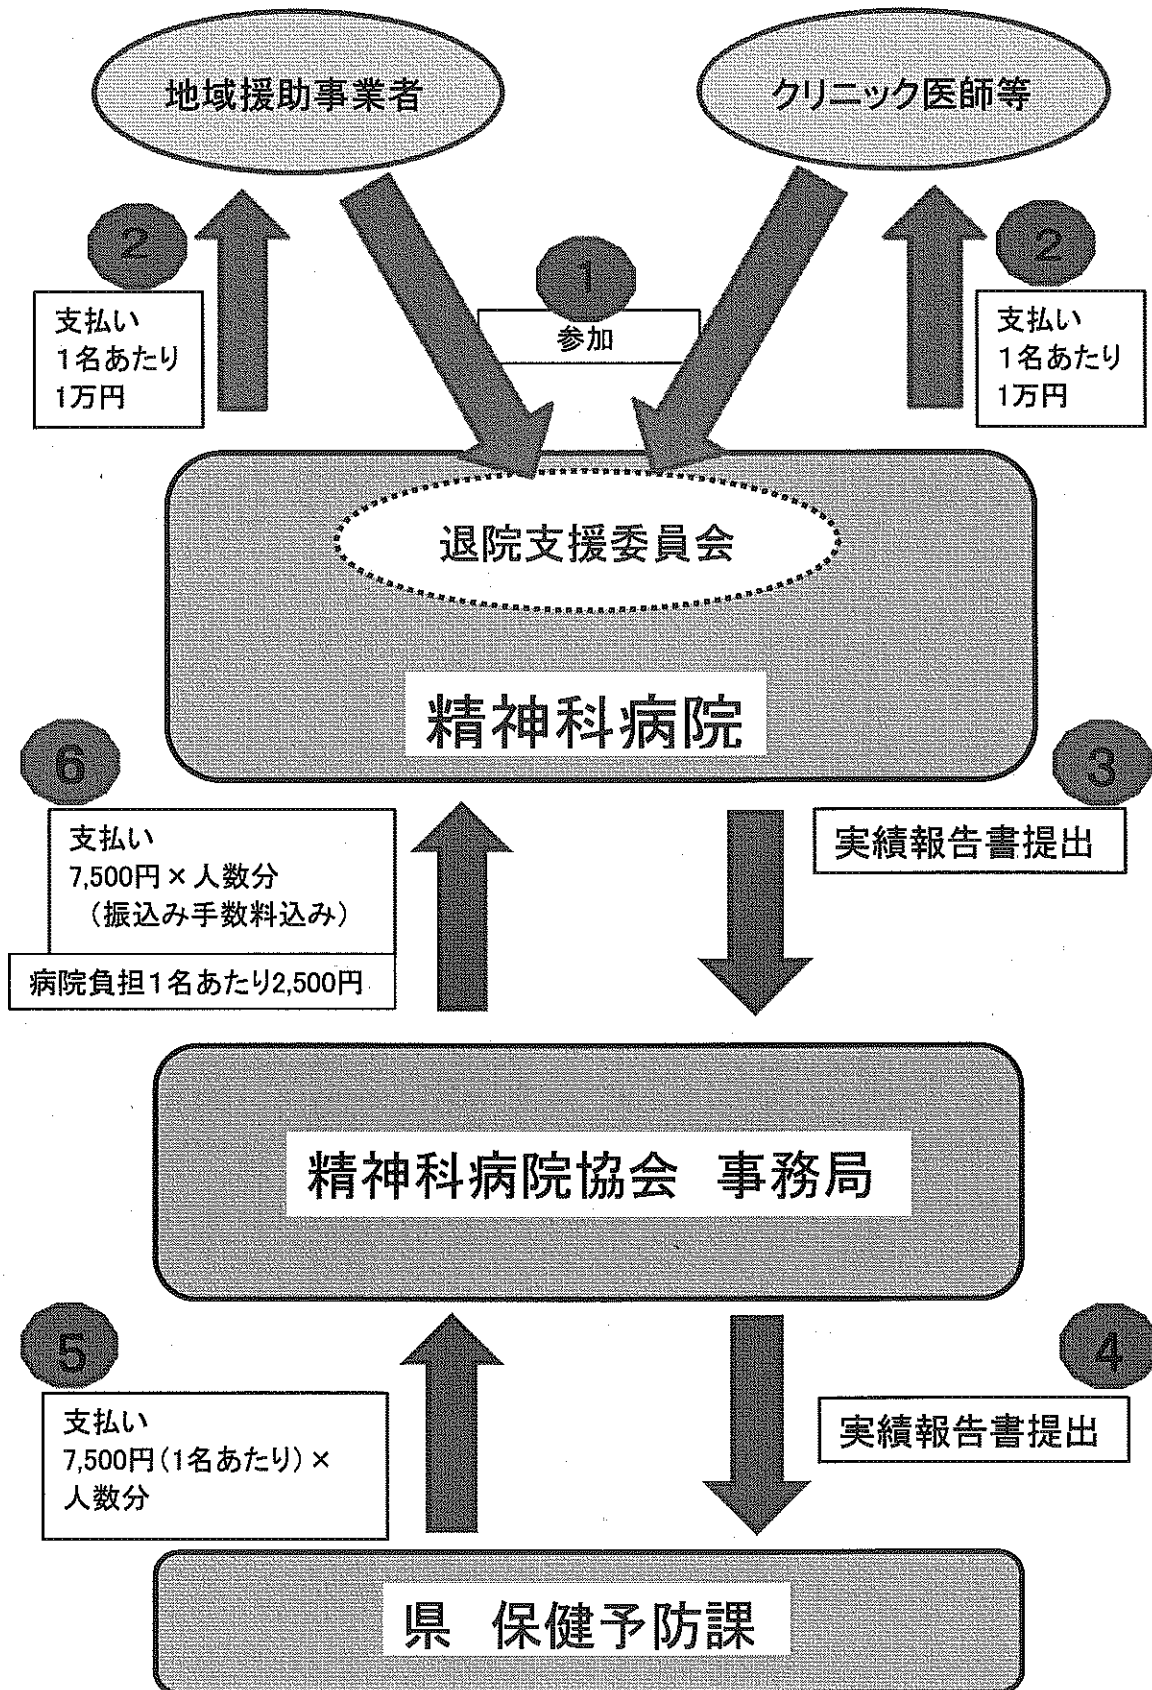 地域援助事業者
クリニック医師等
2
支払い
1名あたり
1万円
1
参加
2
支払い
1名あたり
1万円
退院支援委員会
精神科病院
6
支払い
7,500円×人数分
（振込み手数料込み）
病院負担1名あたり2,500円
3
実績報告書提出
精神科病院協会　事務局
5
支払い
7,500円（1名あたり）×
人数分
4
実績報告書提出
県　保健予防課